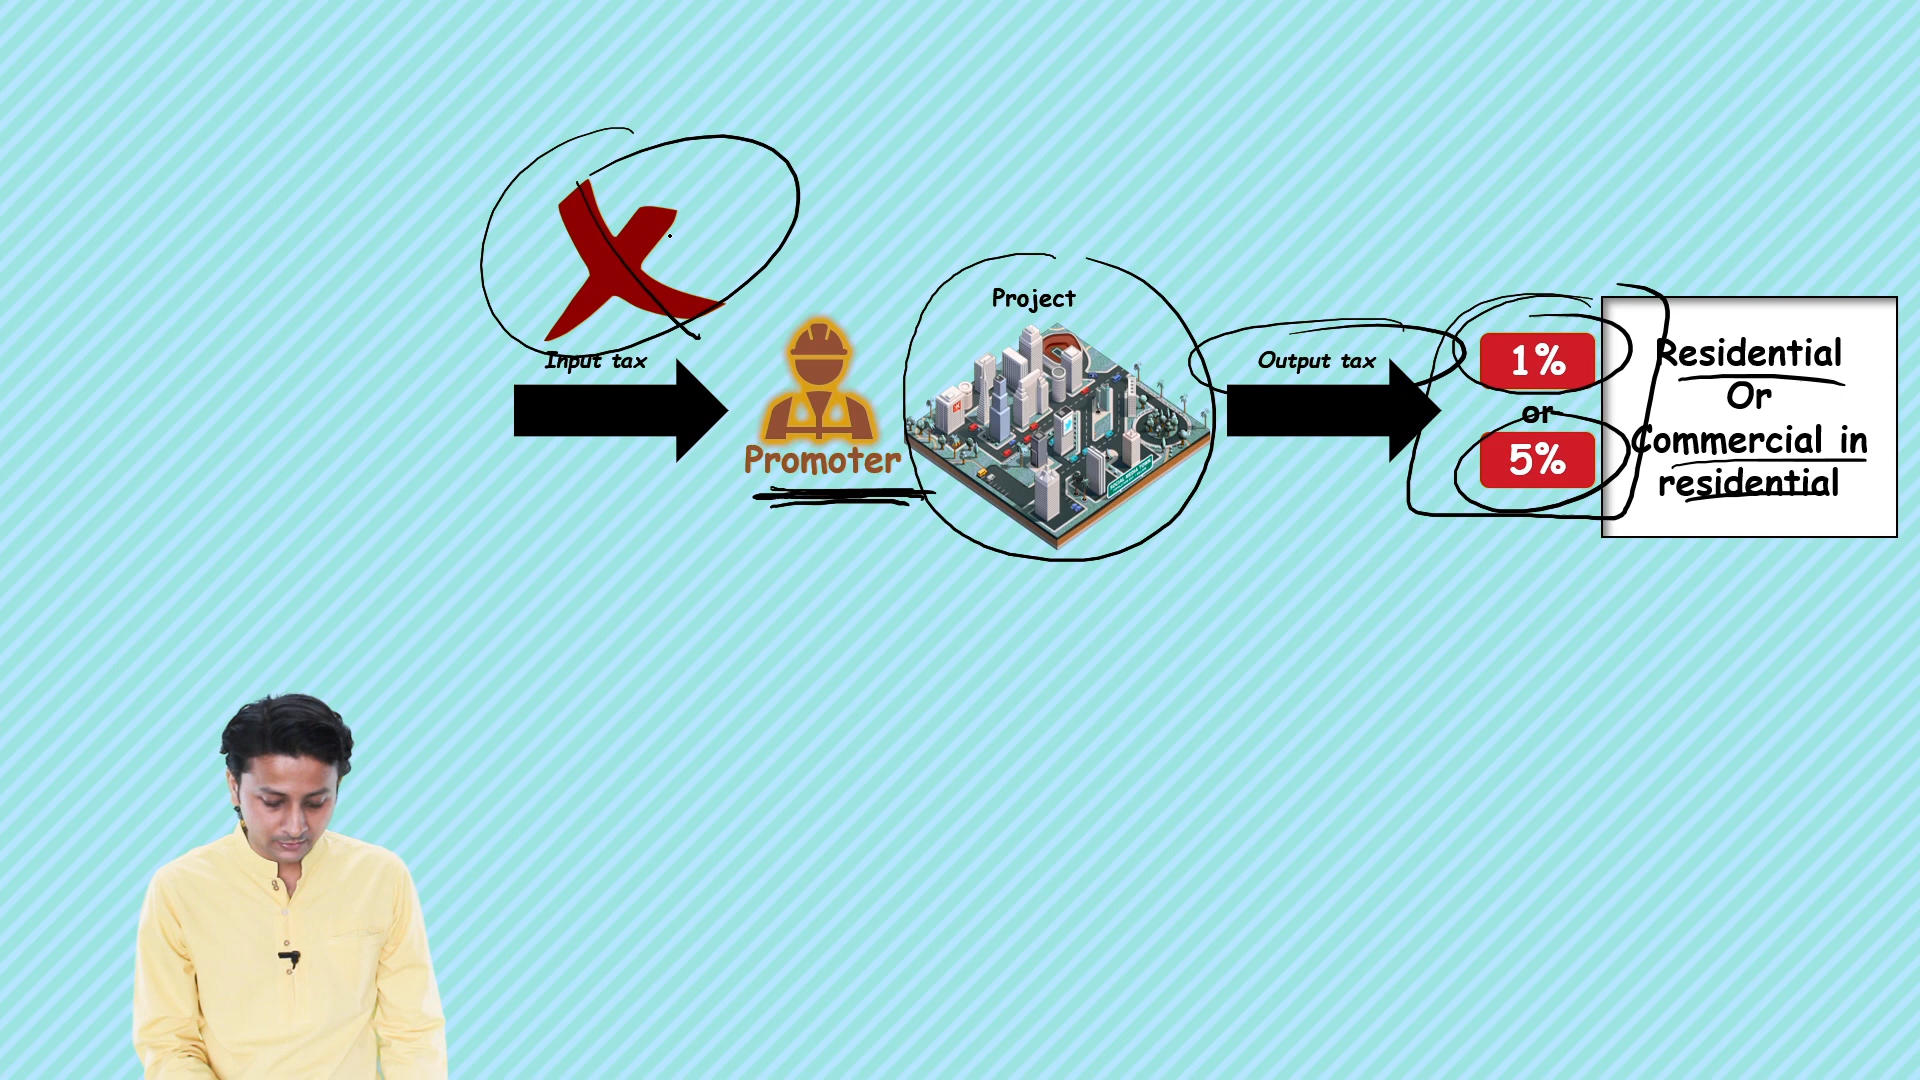 Project
Input tax
Output tax
Promoter
1%
or
5%
Residential
Or
Commercial in
residential